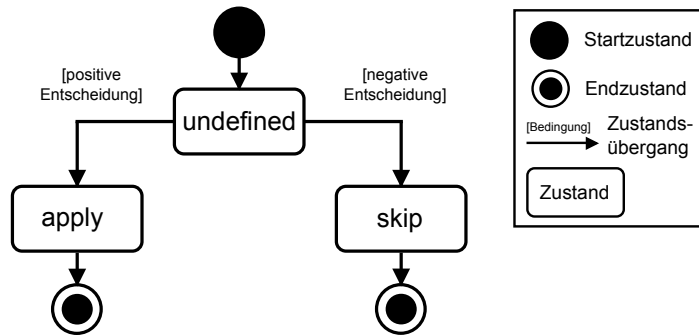 [positive
Entscheidung]
[negative
Entscheidung]
undefined
apply
skip
Startzustand
Endzustand
[Bedingung]
Zustands-
übergang
Zustand